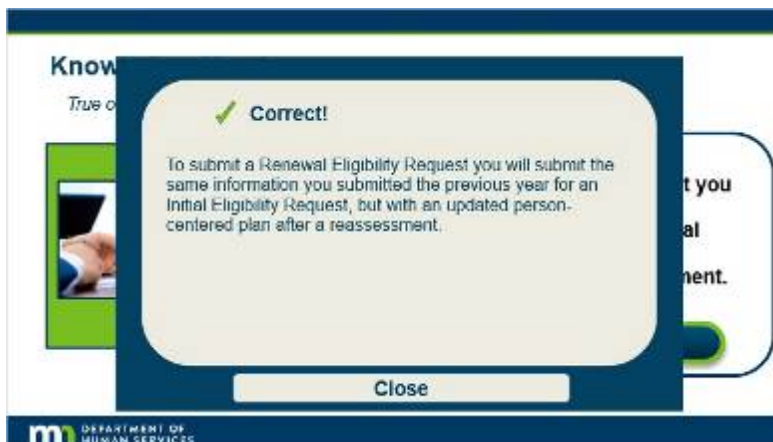 Know
True o
Correct!
To submit a Renewal Eligibility Request you will submit the
same information you submitted the previous year for an
Initial Eligibility Request, but with an updated person-
centered plan after a reassessment.
t you
al
ment.
Close
DEPARTMENT OF
HUMAN SERVICES